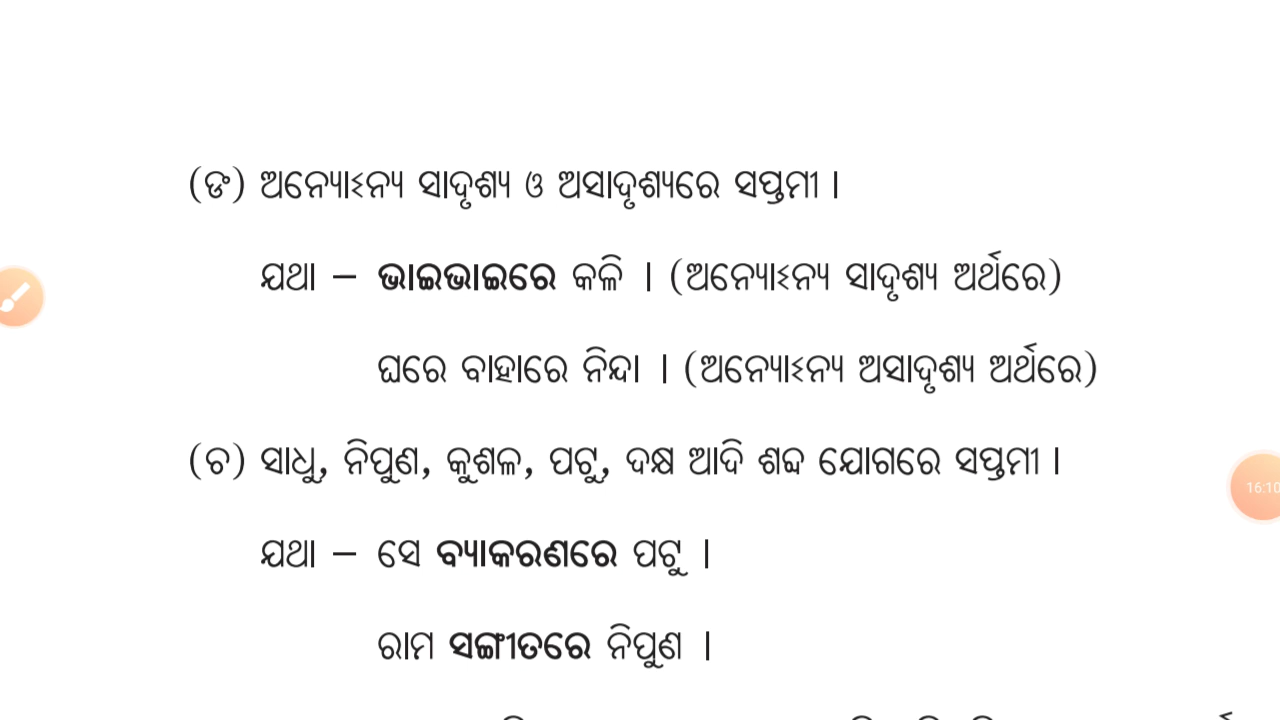 (ଙ) ଅନ୍ୟୋଽନ୍ୟ ସାଦୃଶ୍ୟ ଓ ଅସାଦୃଶ୍ୟରେ ସପ୍ତମୀ ।
ଯଥା – ଭାଇଭାଇରେ କଳି । (ଅନ୍ୟୋଽନ୍ୟ ସାଦୃଶ୍ୟ ଅର୍ଥରେ)
ଘରେ ବାହାରେ ନିନ୍ଦା । (ଅନ୍ୟୋଽନ୍ୟ ଅସାଦୃଶ୍ୟ ଅର୍ଥରେ)
(ଚ) ସାଧୁ, ନିପୁଣ, କୁଶଳ, ପଟୁ, ଦକ୍ଷ ଆଦି ଶବ୍ଦ ଯୋଗରେ ସପ୍ତମୀ ।
ଯଥା – ସେ ବ୍ୟାକରଣରେ ପଟୁ ।
ରାମ ସଙ୍ଗୀତରେ ନିପୁଣ ।
16:10